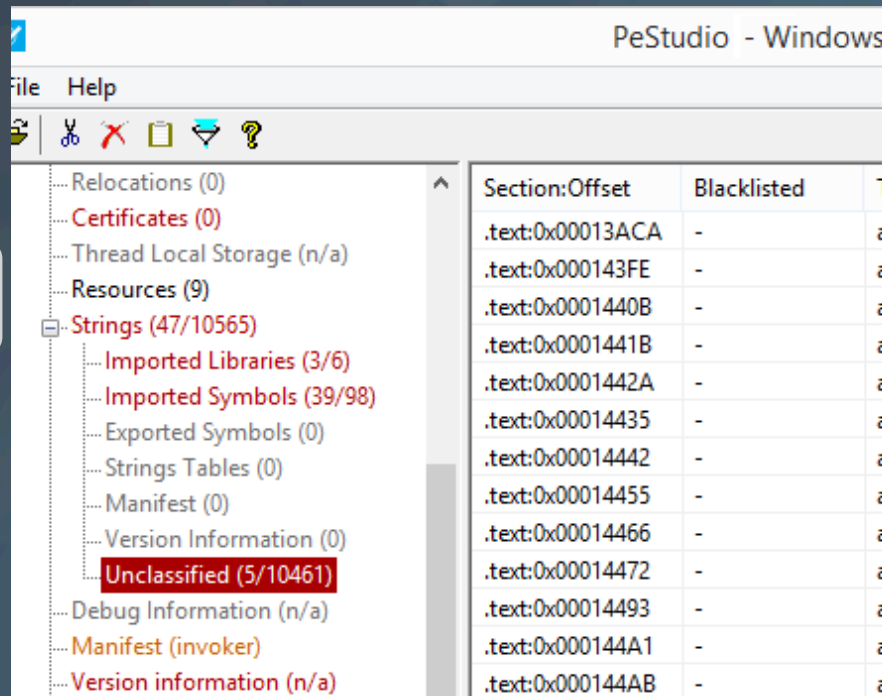 PeStudio - Windows
File Help
Relocations (0)
Certificates (0)
Thread Local Storage (n/a)
Resources (9)
Strings (47/10565)
Imported Libraries (3/6)
Imported Symbols (39/98)
Exported Symbols (0)
Strings Tables (0)
Manifest (0)
Version Information (0)
Unclassified (5/10461)
Debug Information (n/a)
Manifest (invoker)
Version information (n/a)
Section:Offset Blacklisted
.text:0x00013ACA -
.text:0x000143FE -
.text:0x0001440B -
.text:0x0001441B -
.text:0x0001442A -
.text:0x00014435 -
.text:0x00014442 -
.text:0x00014455 -
.text:0x00014466 -
.text:0x00014472 -
.text:0x00014493 -
.text:0x000144A1 -
.text:0x000144AB -